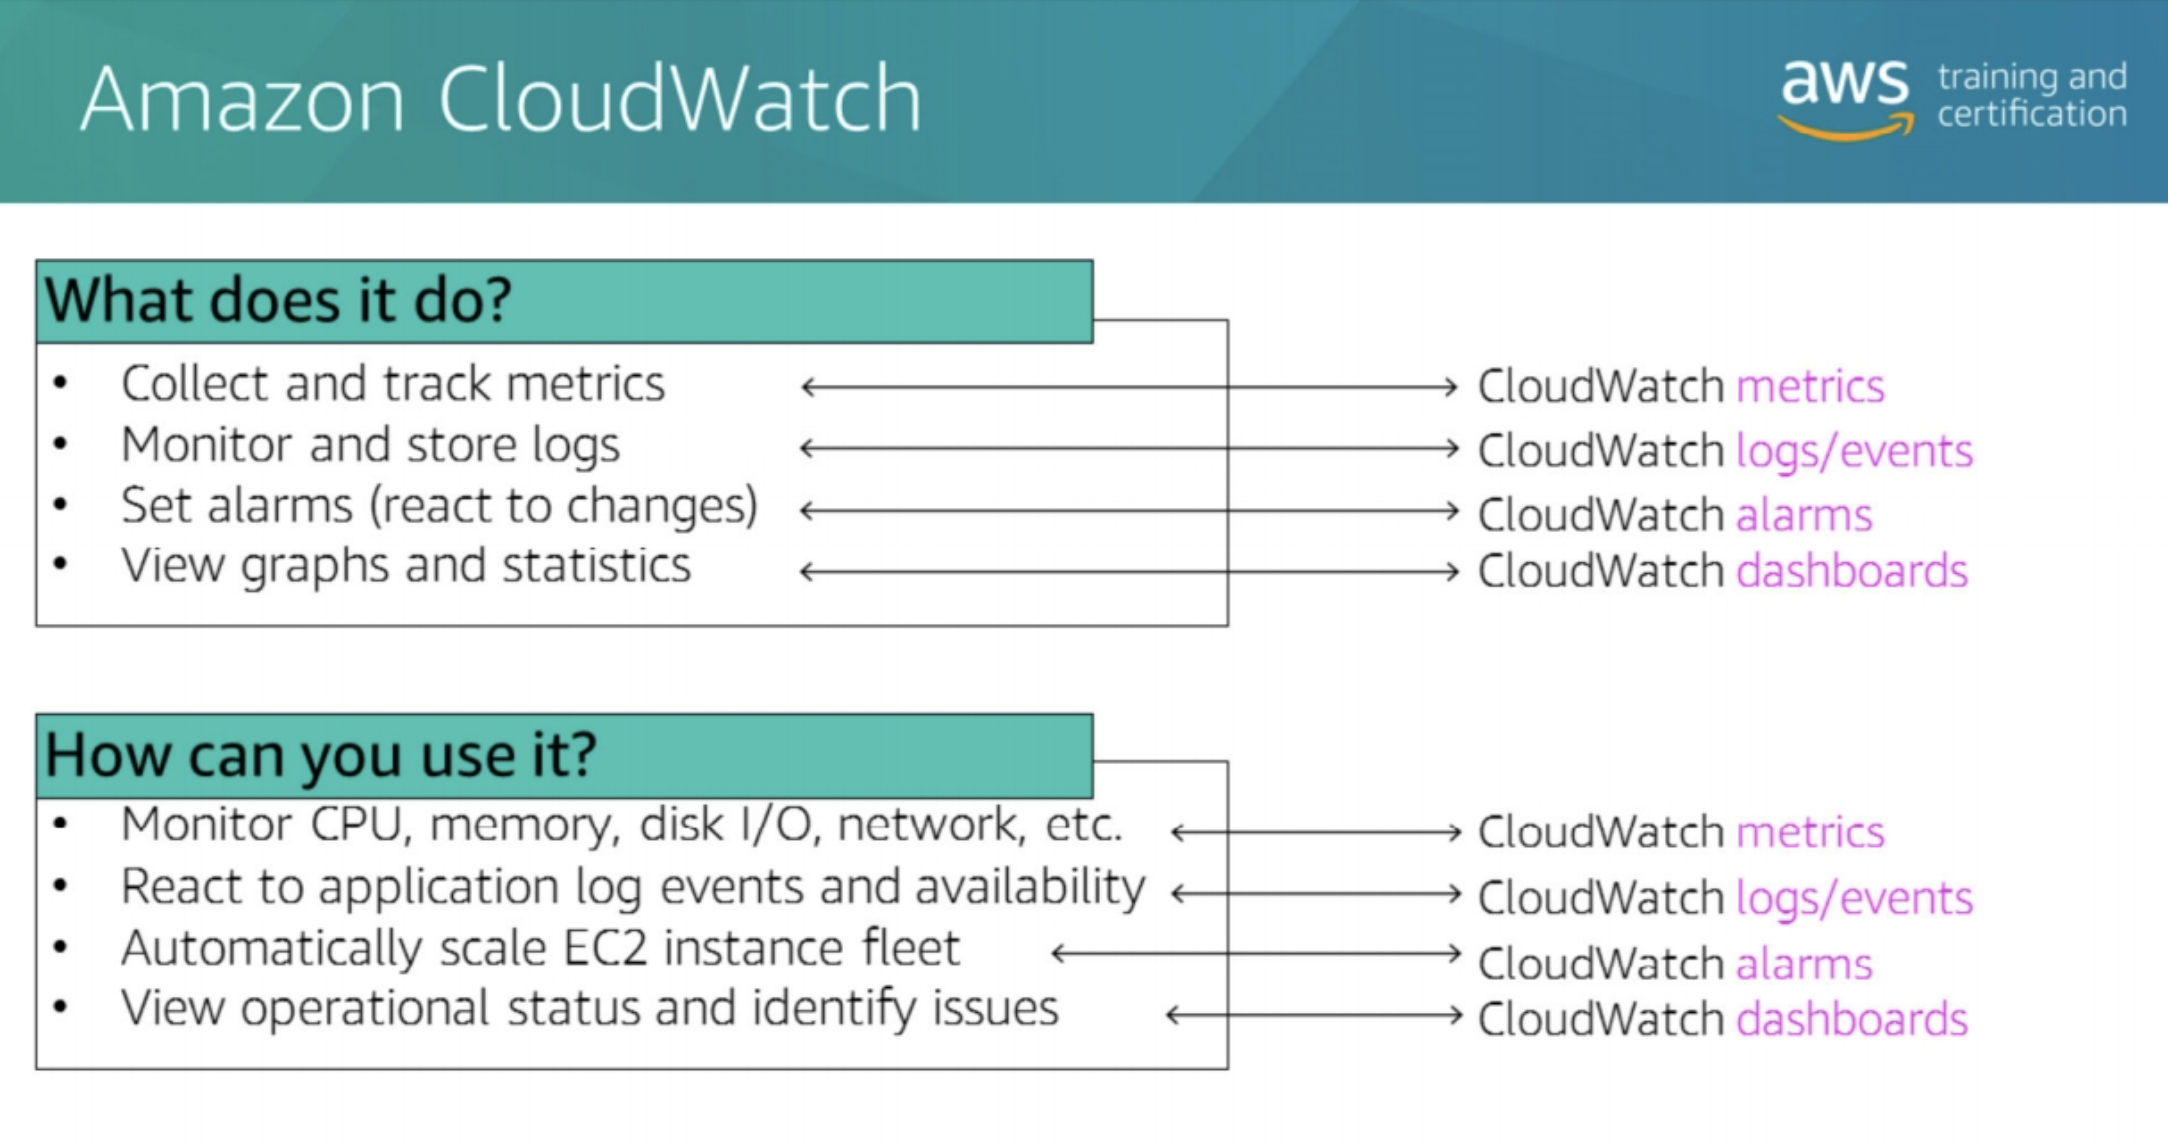 Amazon CloudWatch
aws training and
certification
What does it do?
• Collect and track metrics CloudWatch metrics
• Monitor and store logs CloudWatch logs/events
• Set alarms (react to changes) CloudWatch alarms
• View graphs and statistics CloudWatch dashboards
How can you use it?
• Monitor CPU, memory, disk I/O, network, etc. CloudWatch metrics
• React to application log events and availability CloudWatch logs/events
• Automatically scale EC2 instance fleet CloudWatch alarms
• View operational status and identify issues CloudWatch dashboards